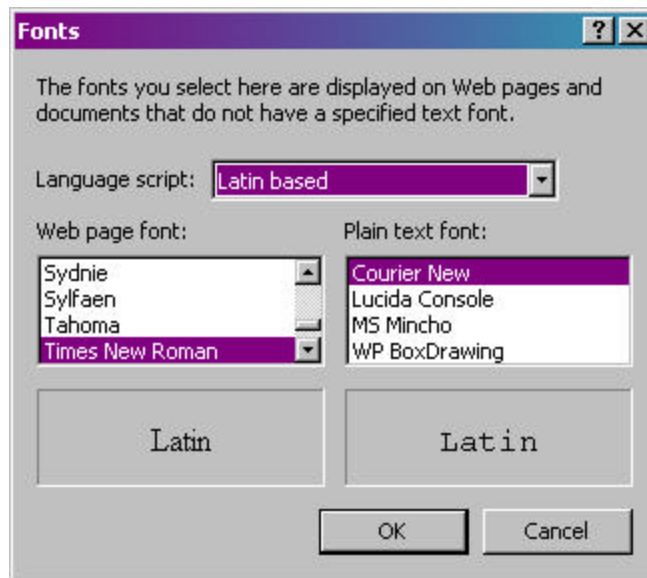 Fonts
The fonts you select here are displayed on Web pages and
documents that do not have a specified text font.
Language script: Latin based
Web page font:
Sydnie
Sylfaen
Tahoma
Times New Roman
Latin
Plain text font:
Courier New
Lucida Console
MS Mincho
WP BoxDrawing
Latin
OK
Cancel